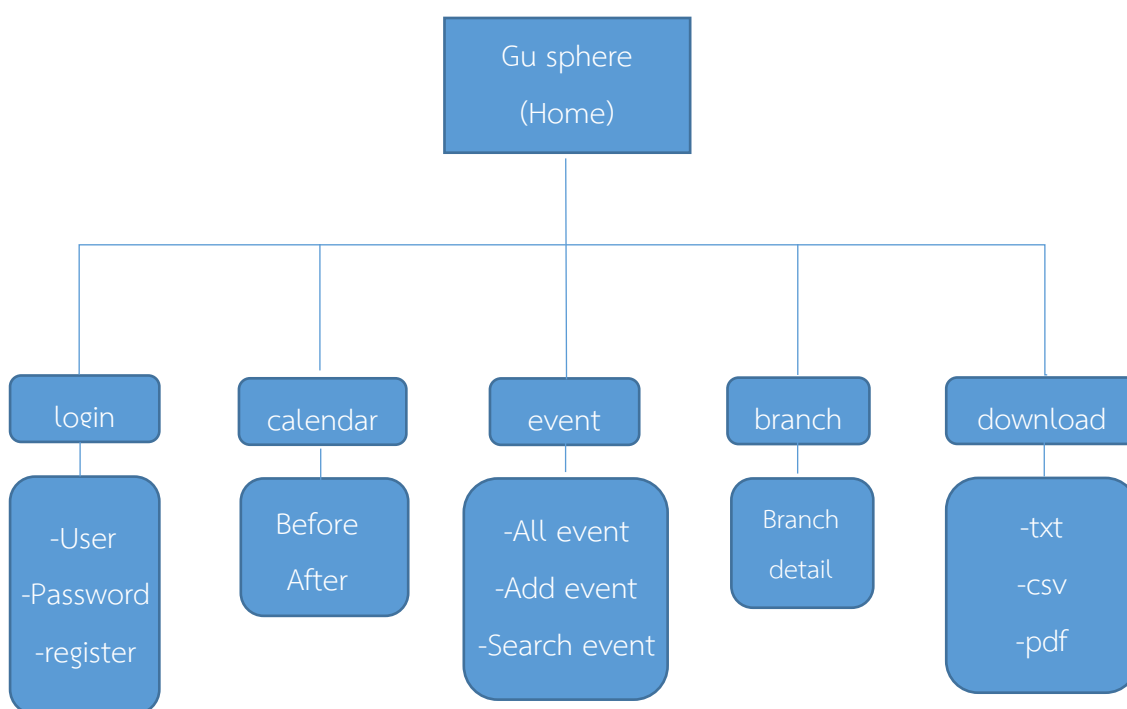 Gu sphere
(Home)
login
calendar
event
branch
download
-User
-Password
-register
Before
After
-All event
-Add event
-Search event
Branch
detail
-txt
-csv
-pdf